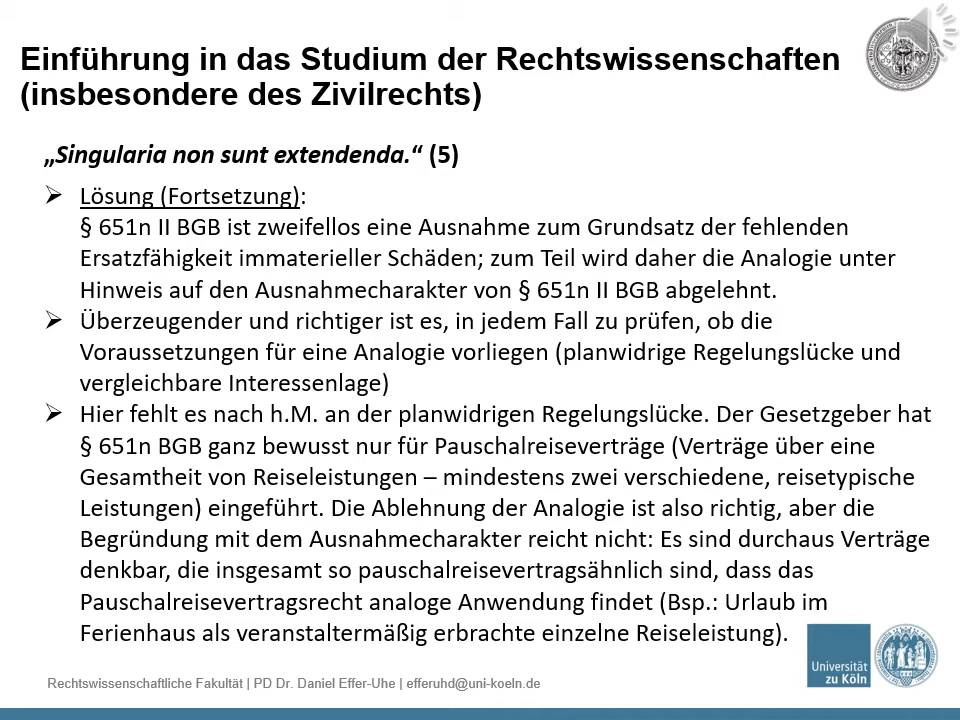 Einführung in das Studium der Rechtswissenschaften
(insbesondere des Zivilrechts)
„Singularia non sunt extendenda.“ (5)
Lösung (Fortsetzung):
§ 651n II BGB ist zweifellos eine Ausnahme zum Grundsatz der fehlenden
Ersatzfähigkeit immaterieller Schäden; zum Teil wird daher die Analogie unter
Hinweis auf den Ausnahmecharakter von § 651n II BGB abgelehnt.
Überzeugender und richtiger ist es, in jedem Fall zu prüfen, ob die
Voraussetzungen für eine Analogie vorliegen (planwidrige Regelungslücke und
vergleichbare Interessenlage)
Hier fehlt es nach h.M. an der planwidrigen Regelungslücke. Der Gesetzgeber hat
§ 651n BGB ganz bewusst nur für Pauschalreiseverträge (Verträge über eine
Gesamtheit von Reiseleistungen – mindestens zwei verschiedene, reisetypische
Leistungen) eingeführt. Die Ablehnung der Analogie ist also richtig, aber die
Begründung mit dem Ausnahmecharakter reicht nicht: Es sind durchaus Verträge
denkbar, die insgesamt so pauschalreisevertragsähnlich sind, dass das
Pauschalreisevertragsrecht analoge Anwendung findet (Bsp.: Urlaub im
Ferienhaus als veranstaltermäßig erbrachte einzelne Reiseleistung).
Universität
zu Köln
Rechtswissenschaftliche Fakultät | PD Dr. Daniel Effer-Uhe | efferuhd@uni-koeln.de